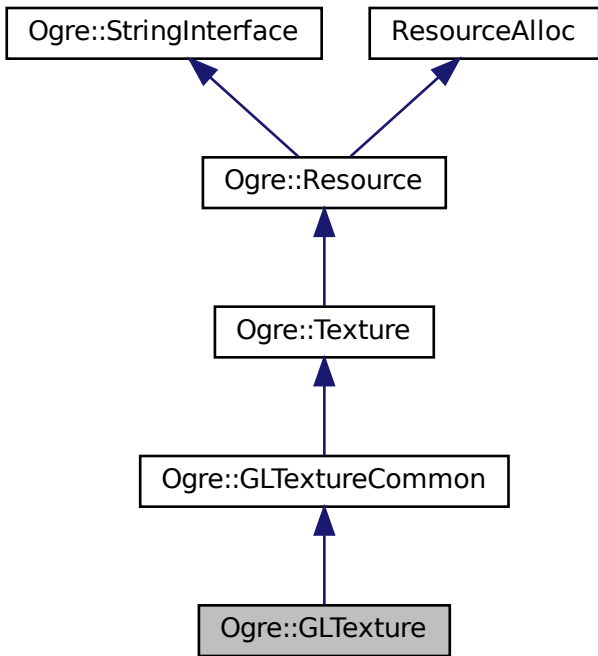 Ogre::StringInterface
ResourceAlloc
Ogre::Resource
Ogre::Texture
Ogre::GLTextureCommon
Ogre::GLTexture